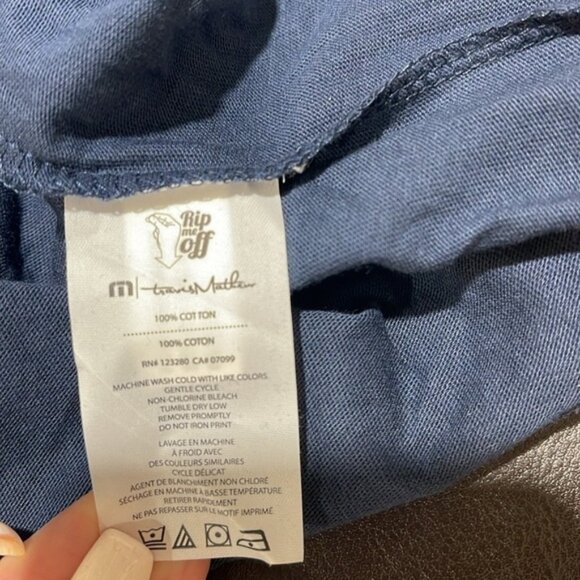 Rip
me
off
m | travisMathew
100% COTTON
100% COTON
RN# 123280 CA# 07099
MACHINE WASH COLD WITH LIKE COLORS.
GENTLE CYCLE
NON-CHLORINE BLEACH
TUMBLE DRY LOW
REMOVE PROMPTLY
DO NOT IRON PRINT
LAVAGE EN MACHINE
À FROID AVEC
DES COULEURS SIMILAIRES
CYCLE DÉLICAT
AGENT DE BLANCHIMENT NON CHLORÉ
SÉCHAGE EN MACHINE À BASSE TEMPÉRATURE
RETIRER RAPIDEMENT
NE PAS REPASSER SUR LE MOTIF IMPRIMÉ